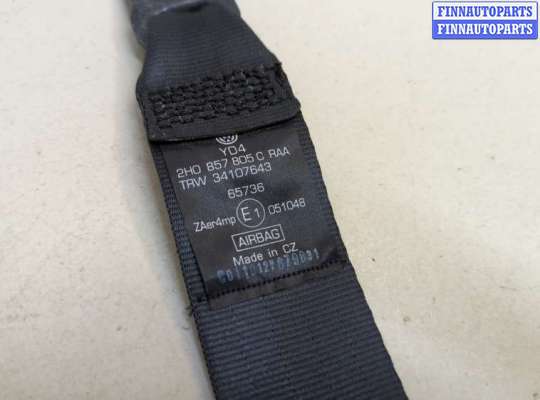 FINNAUTOPARTS
FINNAUTOPARTS
YD4
2H0 857 805 C RAA
TRW 34107643
65736
ZAer4mp E1 051048
AIRBAG
Made in CZ